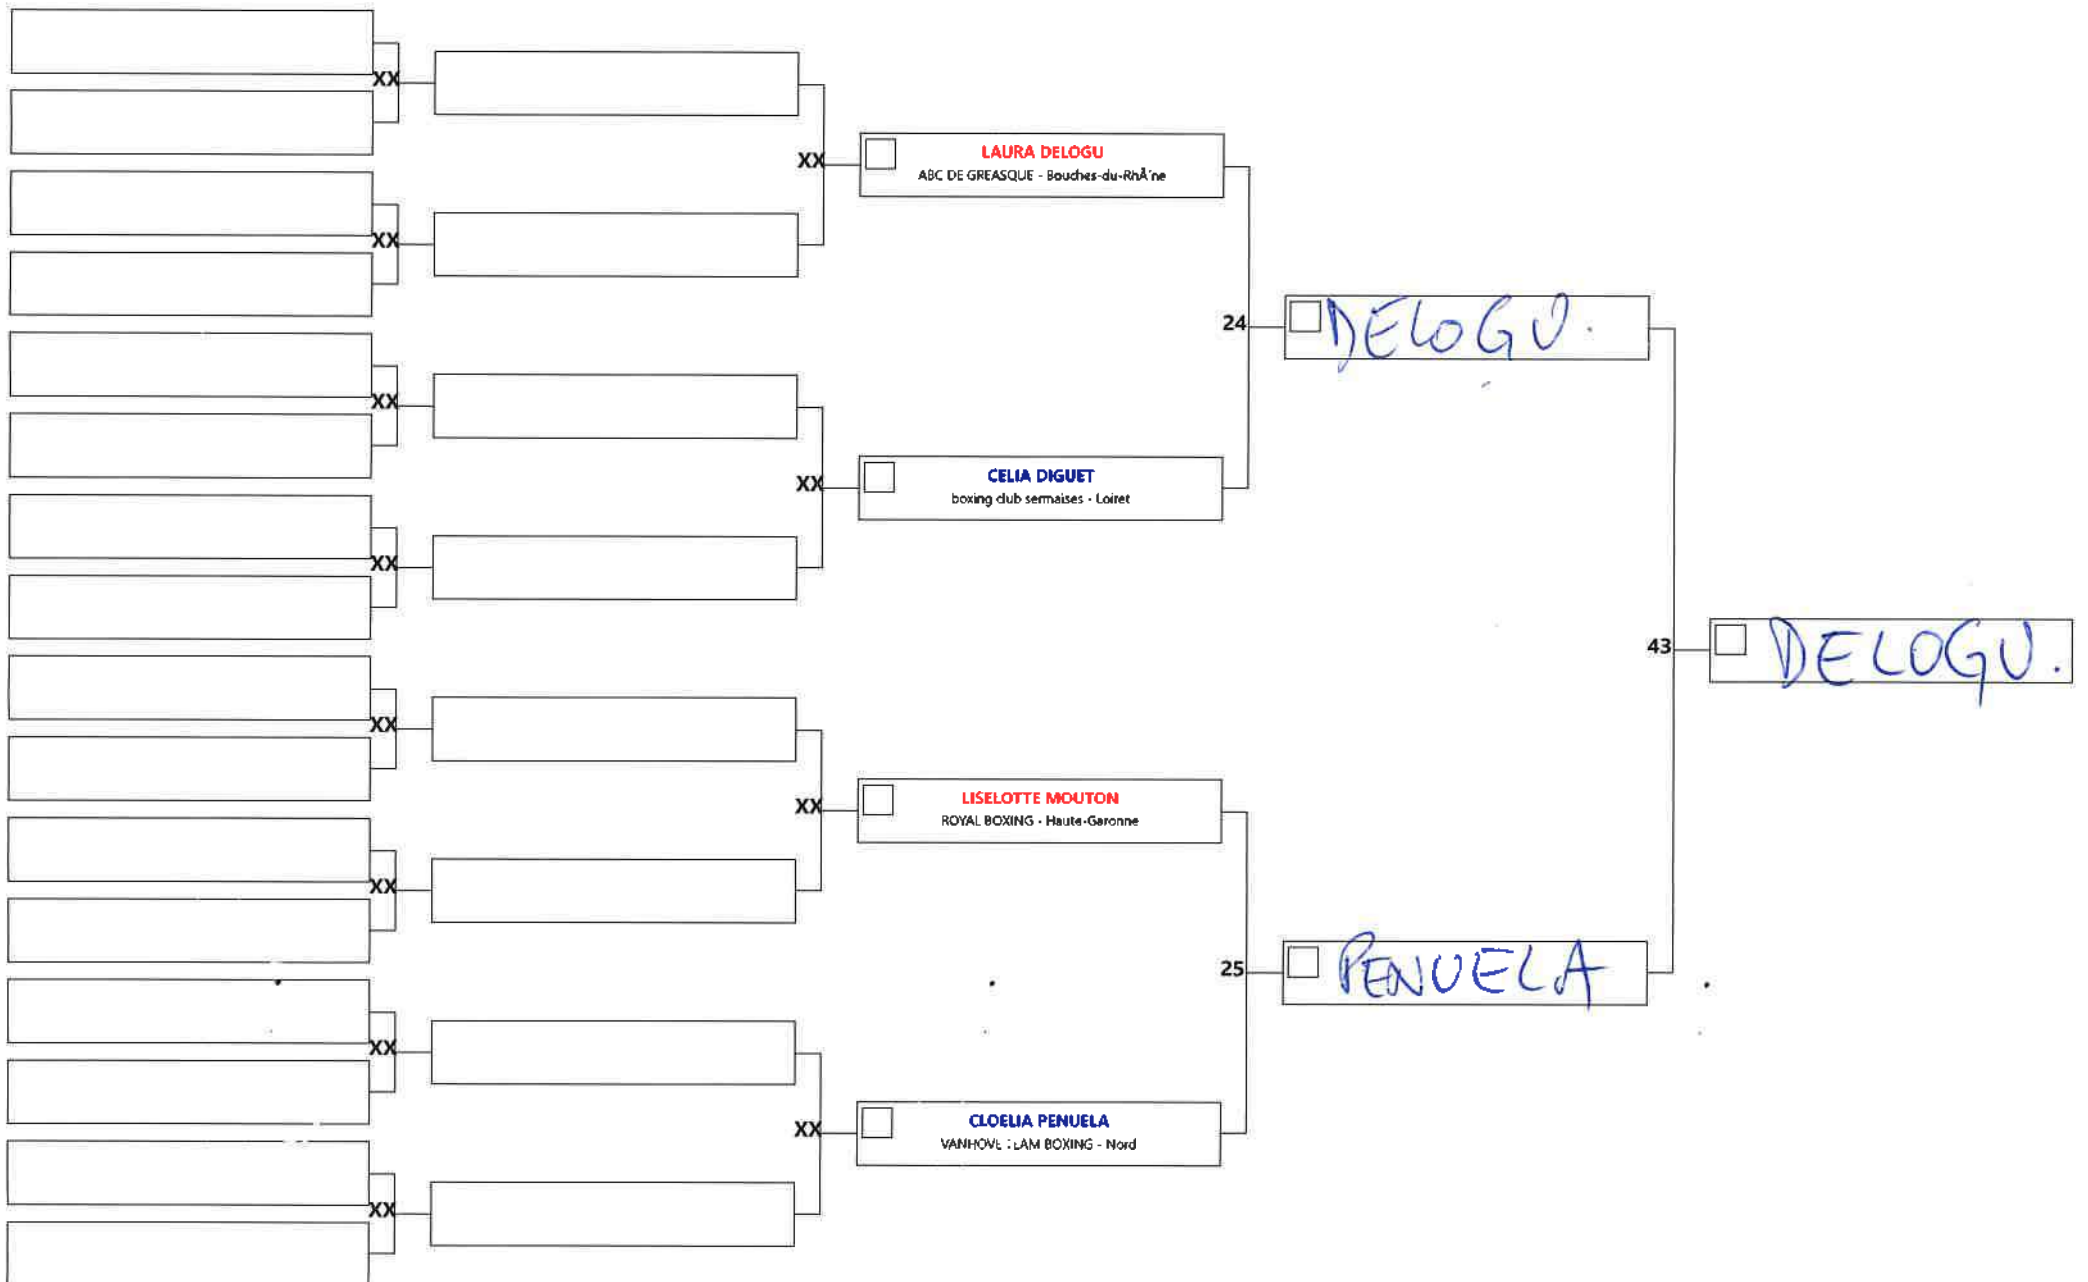 XX
XX
LAURA DELOGU
ABC DE GREASQUE - Bouches-du-RhÃ´ne
XX
24
DELOGU.
XX
CELIA DIGUET
XX
boxing club sermaises - Loiret
XX
43
DELOGU.
XX
LISELOTTE MOUTON
XX
ROYAL BOXING - Haute-Garonne
XX
25
PENUELA
XX
CLOELIA PENUELA
XX
BOXING - Nord
XX